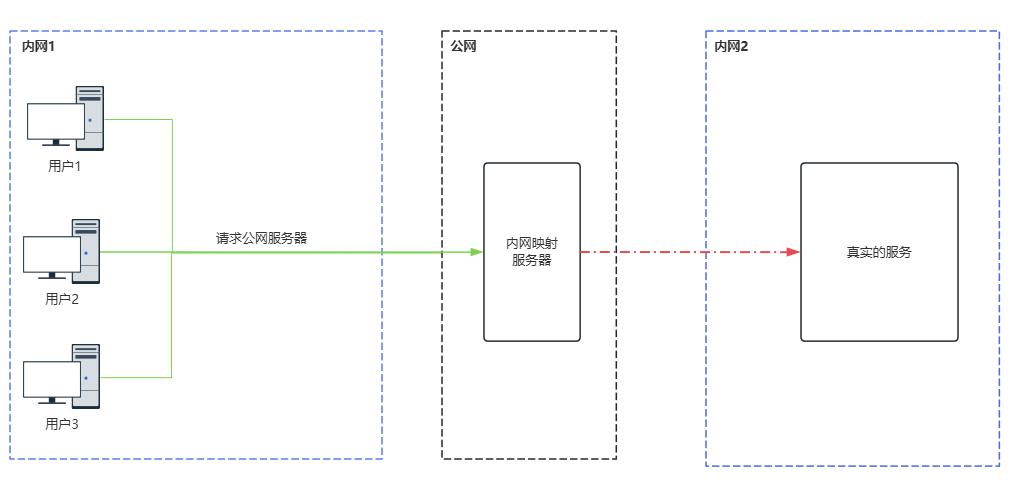 内网1
公网
内网2
用户1
请求公网服务器
用户2
内网映射
服务器
真实的服务
用户3